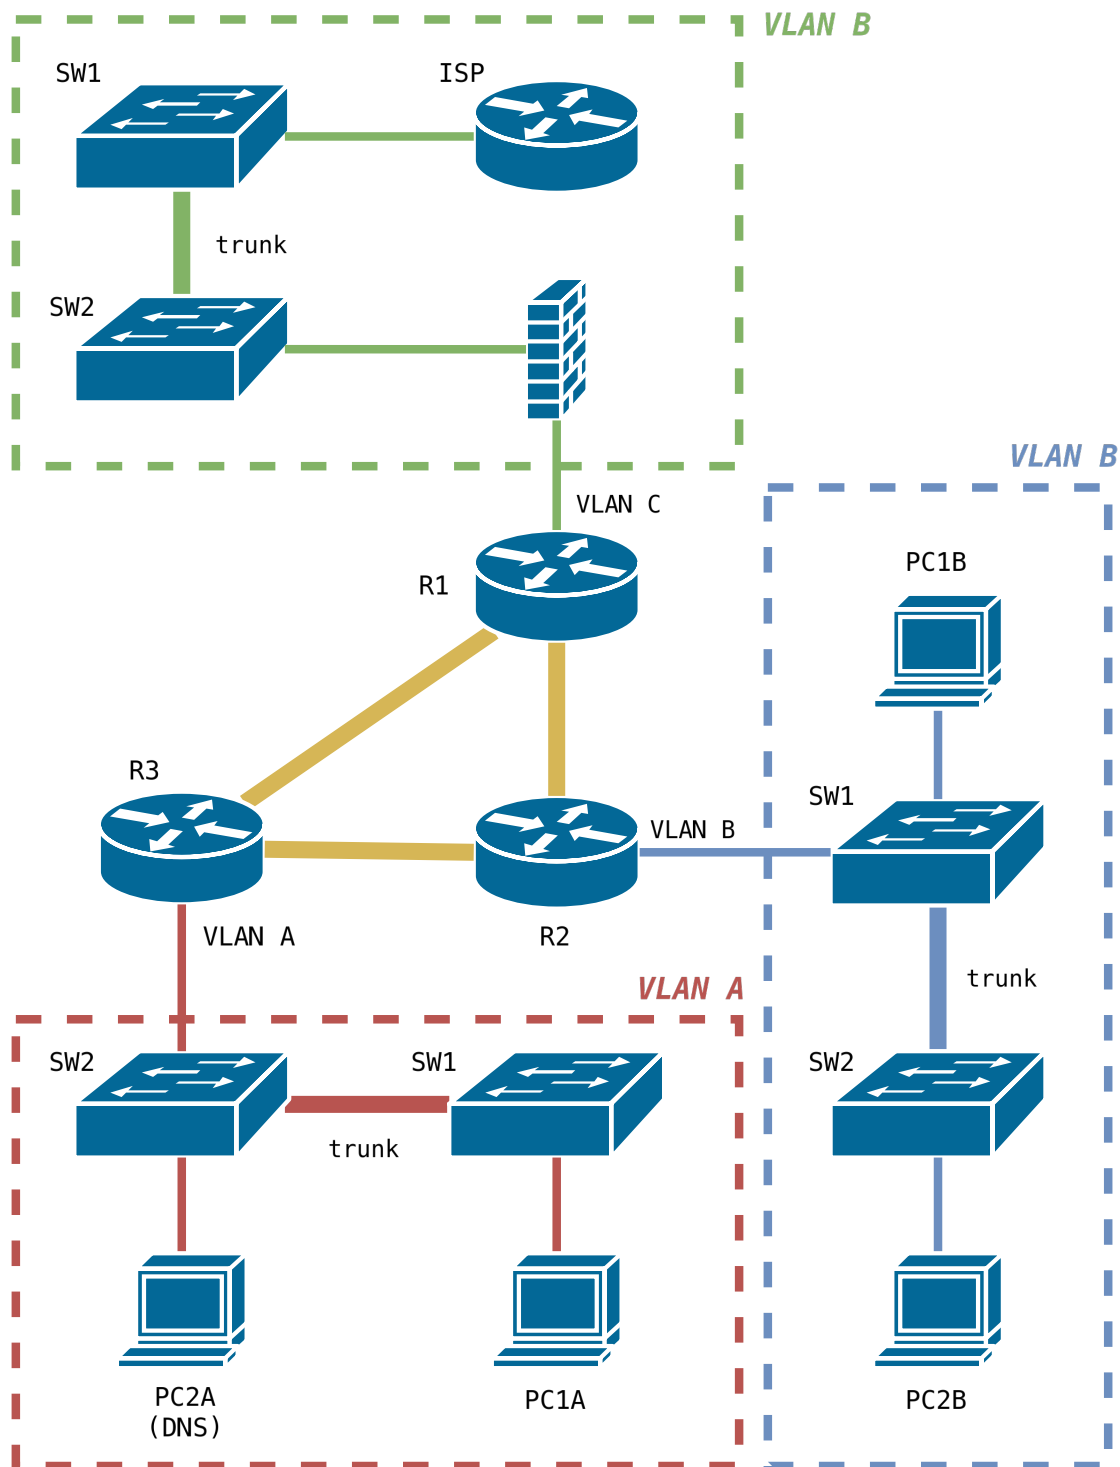 VLAN B
SW1
ISP
trunk
SW2
VLAN B
VLAN C
PC1B
R1
R3
SW1
VLAN B
VLAN A
R2
trunk
VLAN A
SW2
SW1
SW2
trunk
PC2A
(DNS)
PC1A
PC2B